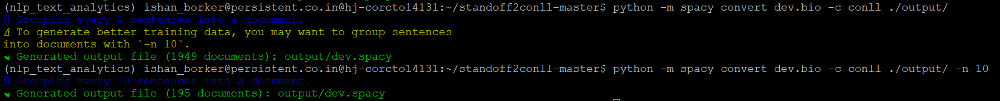 (nlp_text_analytics) ishan_borker@persistent.co.in@hj-corcto14131:~/standoff2conll-master$ python -m spacy convert dev.bio -c conll ./output/
Grouping every 1 sentences into a document.
⚠ To generate better training data, you may want to group sentences
into documents with `-n 10`.
✔ Generated output file (1949 documents): output/dev.spacy
(nlp_text_analytics) ishan_borker@persistent.co.in@hj-corcto14131:~/standoff2conll-master$ python -m spacy convert dev.bio -c conll ./output/ -n 10
Grouping every 10 sentences into a document.
✔ Generated output file (195 documents): output/dev.spacy